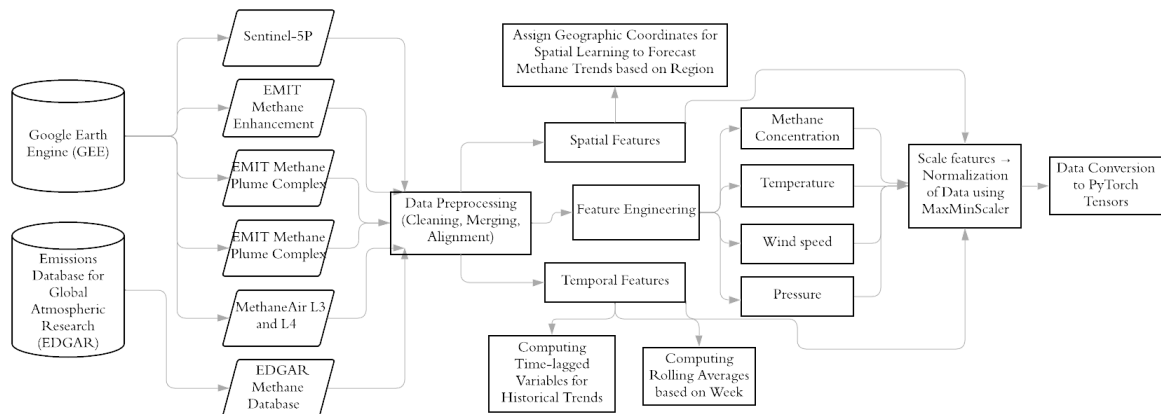 Google Earth
Engine (GEE)
Emissions
Database for
Global
Atmospheric
Research
(EDGAR)
Sentinel-5P
EMIT
Methane
Enhancement
EMIT Methane
Plume Complex
EMIT Methane
Plume Complex
MethaneAir L3
and L4
EDGAR
Methane
Database
Data Preprocessing
(Cleaning, Merging,
Alignment)
Assign Geographic Coordinates for
Spatial Learning to Forecast
Methane Trends based on Region
Spatial Features
Feature Engineering
Temporal Features
Computing
Time-lagged
Variables for
Historical Trends
Computing
Rolling Averages
based on Week
Methane
Concentration
Temperature
Wind speed
Pressure
Scale features →
Normalization
of Data using
MaxMinScaler
Data Conversion
to PyTorch
Tensors